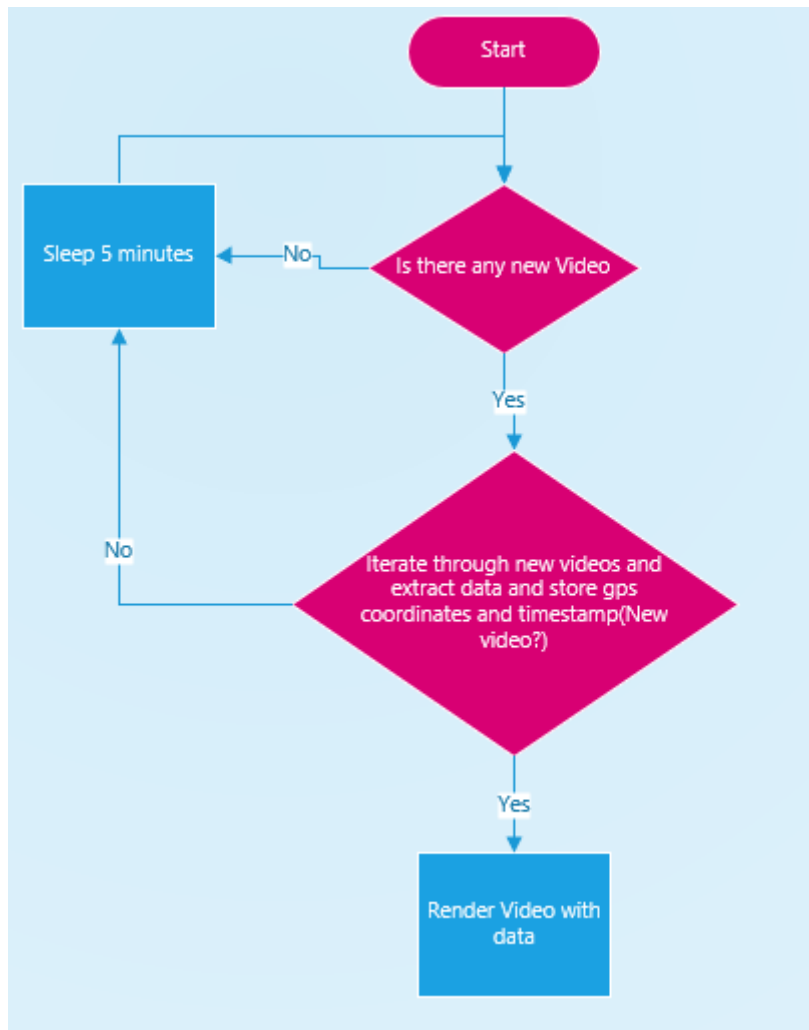 Start
Sleep 5 minutes
No
Is there any new Video
Yes
Iterate through new videos and
extract data and store gps
coordinates and timestamp(New
video?)
No
Yes
Render Video with
data